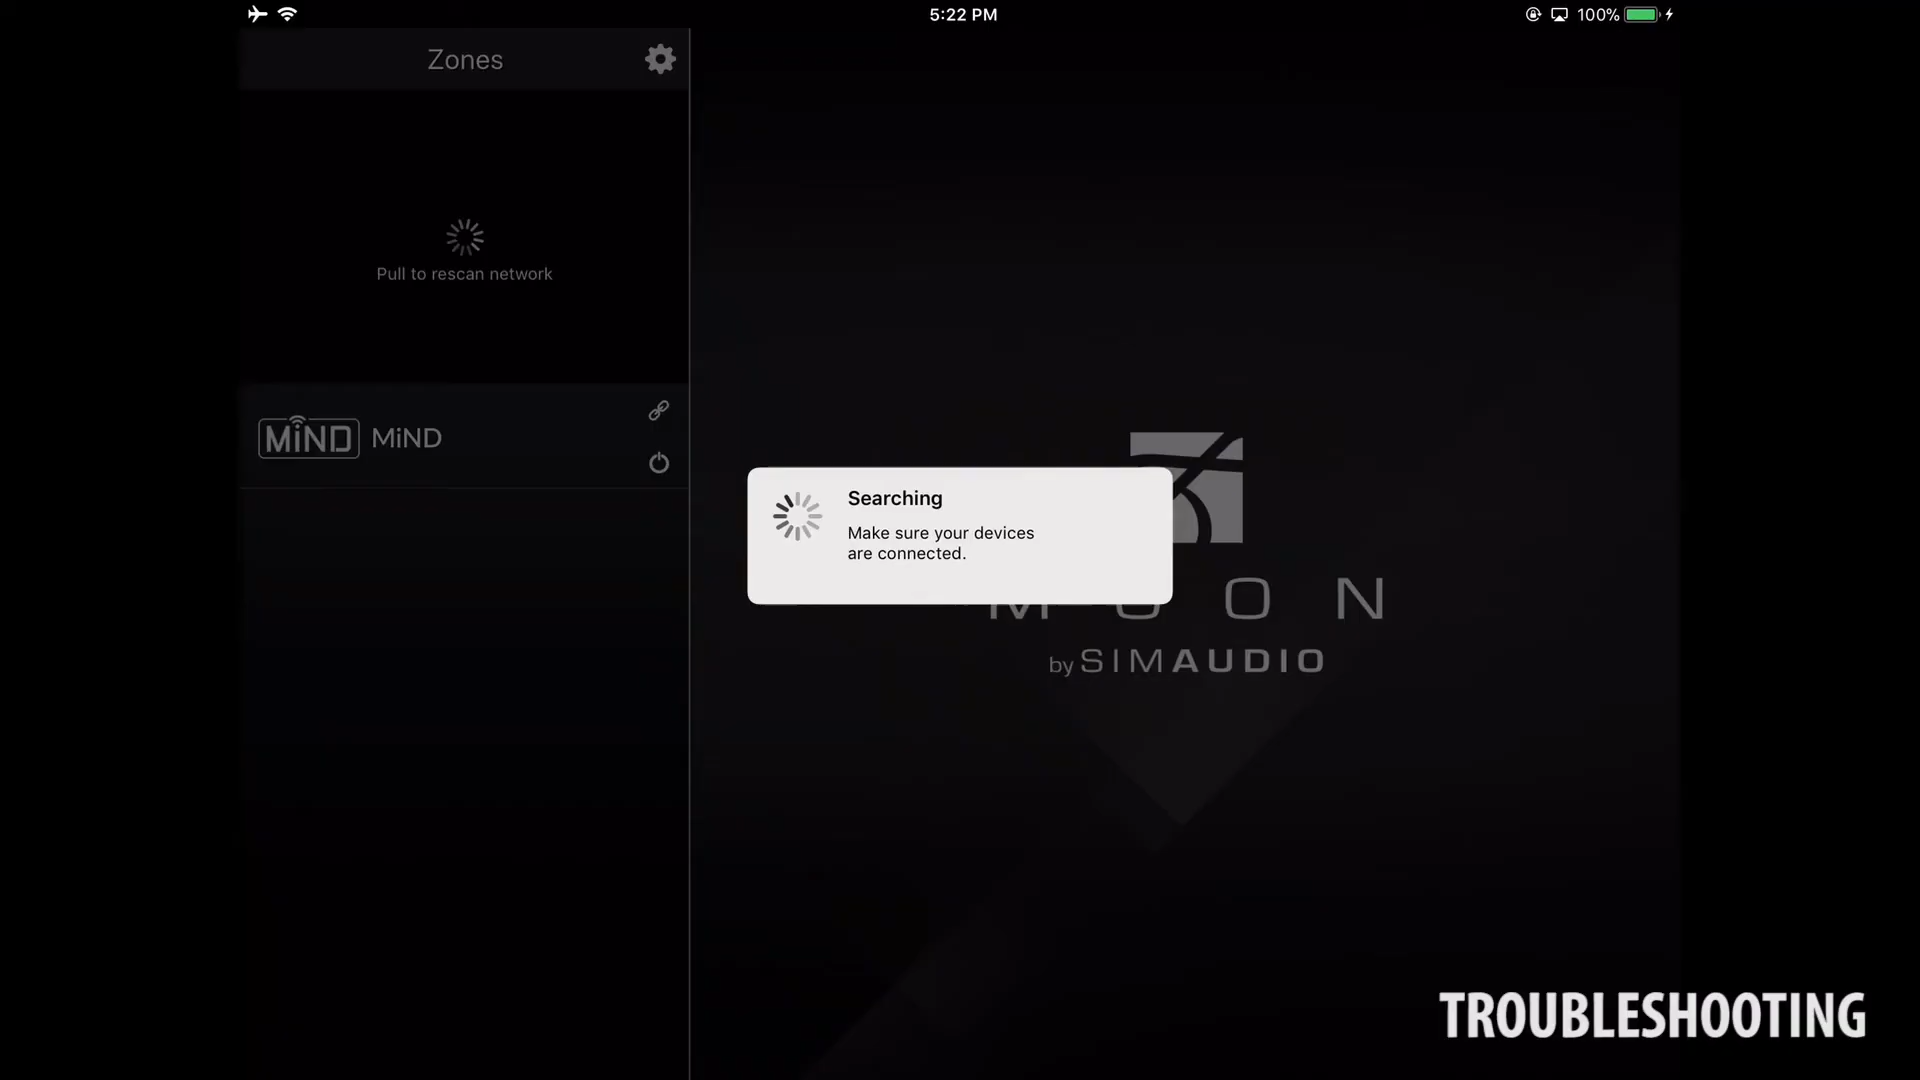 5:22 PM
100%
Zones
Pull to rescan network
MiND MiND
Searching
Make sure your devices
are connected.
MOON
by SIMAUDIO
TROUBLESHOOTING